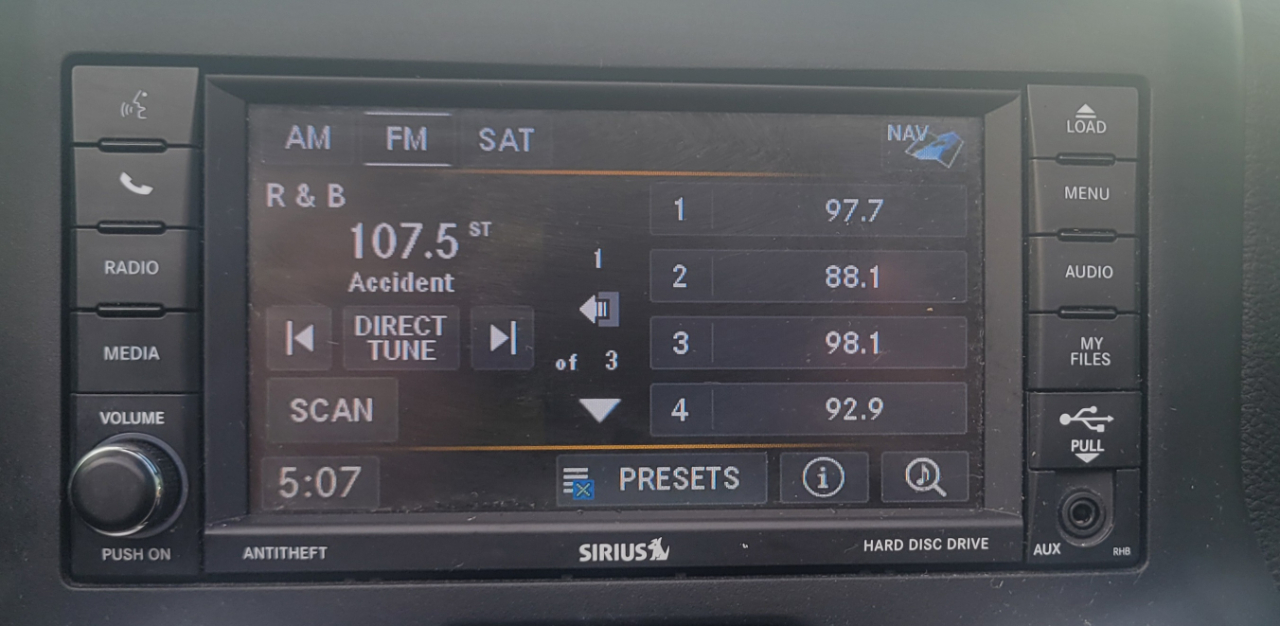 LOAD
AM FM SAT NAV
MENU
R & B
1 97.7
107.5 ST
1
RADIO
2 88.1
AUDIO
Accident
DIRECT
TUNE
3 98.1
MY
FILES
of 3
MEDIA
SCAN
4 92.9
VOLUME
PULL
5:07
PRESETS
i
PUSH ON
ANTITHEFT
SIRIUS
HARD DISC DRIVE
AUX
RHB